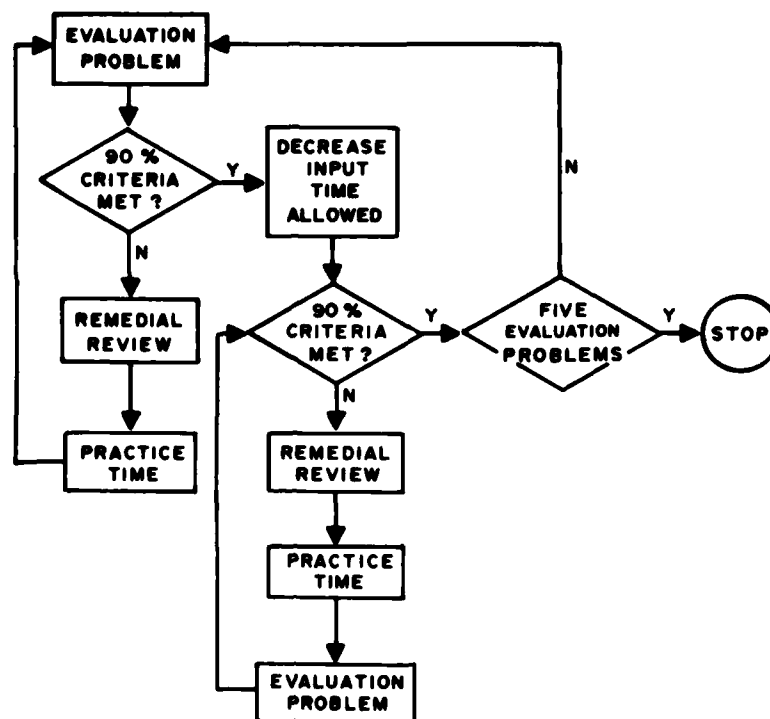 EVALUATION
PROBLEM
90 %
CRITERIA
MET ?
Y
DECREASE
INPUT
TIME
ALLOWED
N
N
REMEDIAL
REVIEW
90 %
CRITERIA
MET ?
Y
FIVE
EVALUATION
PROBLEMS
Y
STOP
N
PRACTICE
TIME
REMEDIAL
REVIEW
PRACTICE
TIME
EVALUATION
PROBLEM